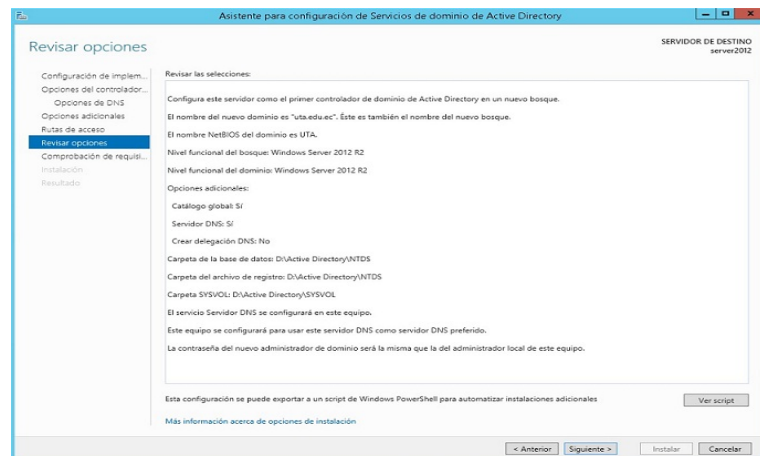 Asistente para configuración de Servicios de dominio de Active Directory
Revisar opciones
SERVIDOR DE DESTINO
server2012
Configuración de implem...
Opciones del controlador...
Opciones de DNS
Opciones adicionales
Rutas de acceso
Revisar opciones
Comprobación de requisi...
Instalación
Resultado
Revisar las selecciones:
Configura este servidor como el primer controlador de dominio de Active Directory en un nuevo bosque.
El nombre del nuevo dominio es "uta.edu.ec". Éste es también el nombre del nuevo bosque.
El nombre NetBIOS del dominio es UTA.
Nivel funcional del bosque: Windows Server 2012 R2
Nivel funcional del dominio: Windows Server 2012 R2
Opciones adicionales:
Catálogo global: Sí
Servidor DNS: Sí
Crear delegación DNS: No
Carpeta de la base de datos: D:\Active Directory\NTDS
Carpeta del archivo de registro: D:\Active Directory\NTDS
Carpeta SYSVOL: D:\Active Directory\SYSVOL
El servicio Servidor DNS se configurará en este equipo.
Este equipo se configurará para usar este servidor DNS como servidor DNS preferido.
La contraseña del nuevo administrador de dominio será la misma que la del administrador local de este equipo.
Esta configuración se puede exportar a un script de Windows PowerShell para automatizar instalaciones adicionales
Ver script
Más información acerca de opciones de instalación
< Anterior
Siguiente >
Instalar
Cancelar